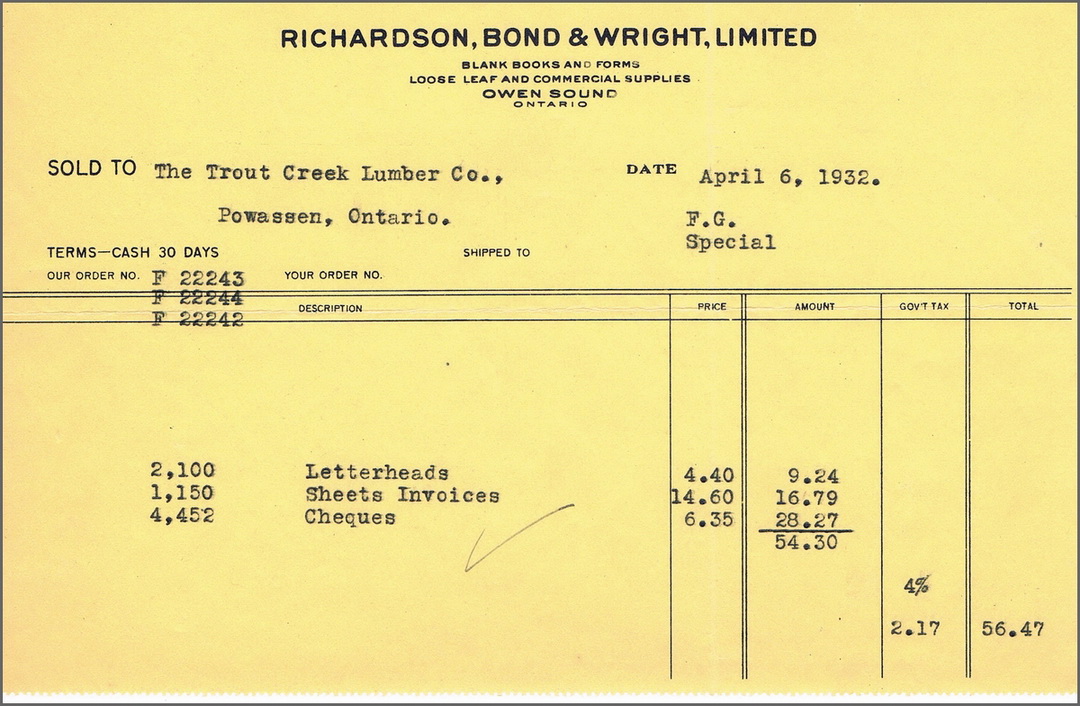 RICHARDSON, BOND & WRIGHT, LIMITED
BLANK BOOKS AND FORMS
LOOSE LEAF AND COMMERCIAL SUPPLIES
OWEN SOUND
ONTARIO
SOLD TO The Trout Creek Lumber Co., DATE April 6, 1932.
Powassen, Ontario. F.G.
Special
TERMS—CASH 30 DAYS SHIPPED TO
OUR ORDER NO. F 22243 YOUR ORDER NO.
F 22244
F 22242
DESCRIPTION PRICE AMOUNT GOV'T TAX TOTAL
2,100 Letterheads 4.40 9.24
1,150 Sheets Invoices 14.60 16.79
4,452 Cheques 6.35 28.27
54.30
4%
2.17 56.47